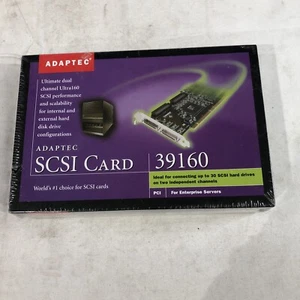 ADAPTEC
Ultimate dual
channel Ultra160
SCSI performance
and scalability
for internal and
external hard
disk drive
configurations
ADAPTEC
SCSI CARD 39160
World's #1 choice for SCSI cards
Ideal for connecting up to 30 SCSI hard drives
on two independent channels
PCI For Enterprise Servers